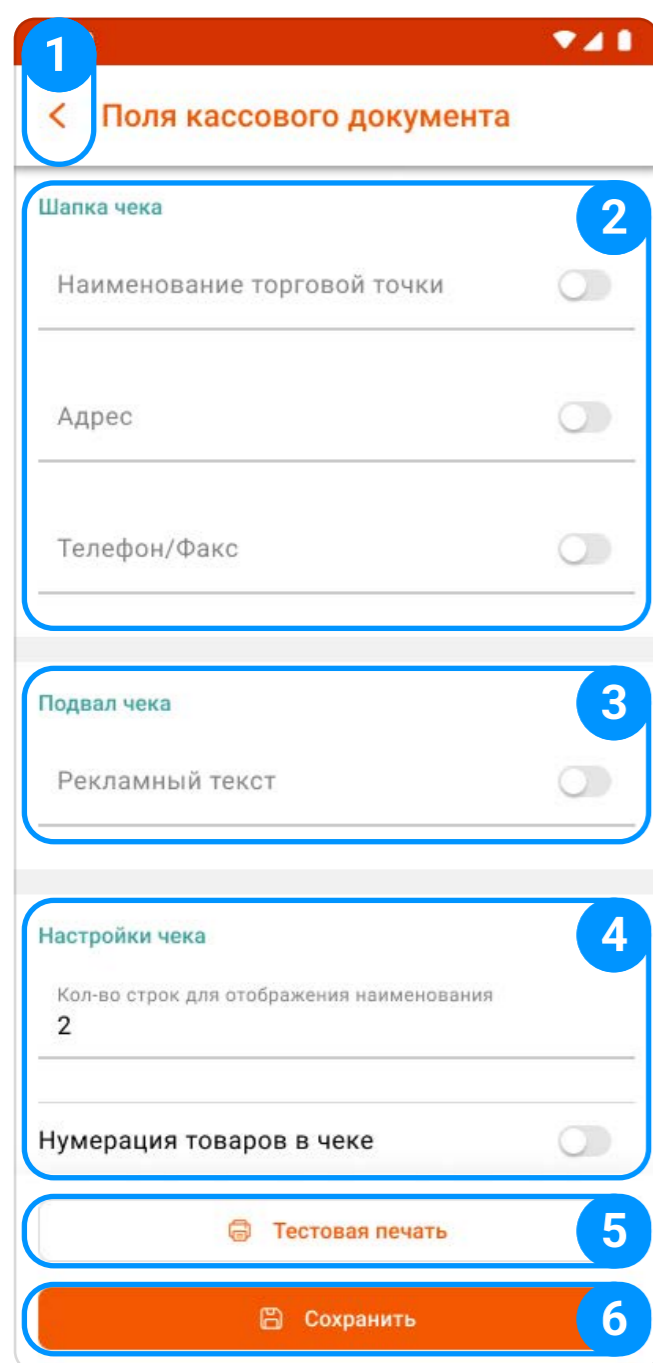 1
Поля кассового документа
Шапка чека
2
Наименование торговой точки
Адрес
Телефон/Факс
Подвал чека
3
Рекламный текст
Настройки чека
4
Кол-во строк для отображения наименования
2
Нумерация товаров в чеке
Тестовая печать
5
Сохранить
6